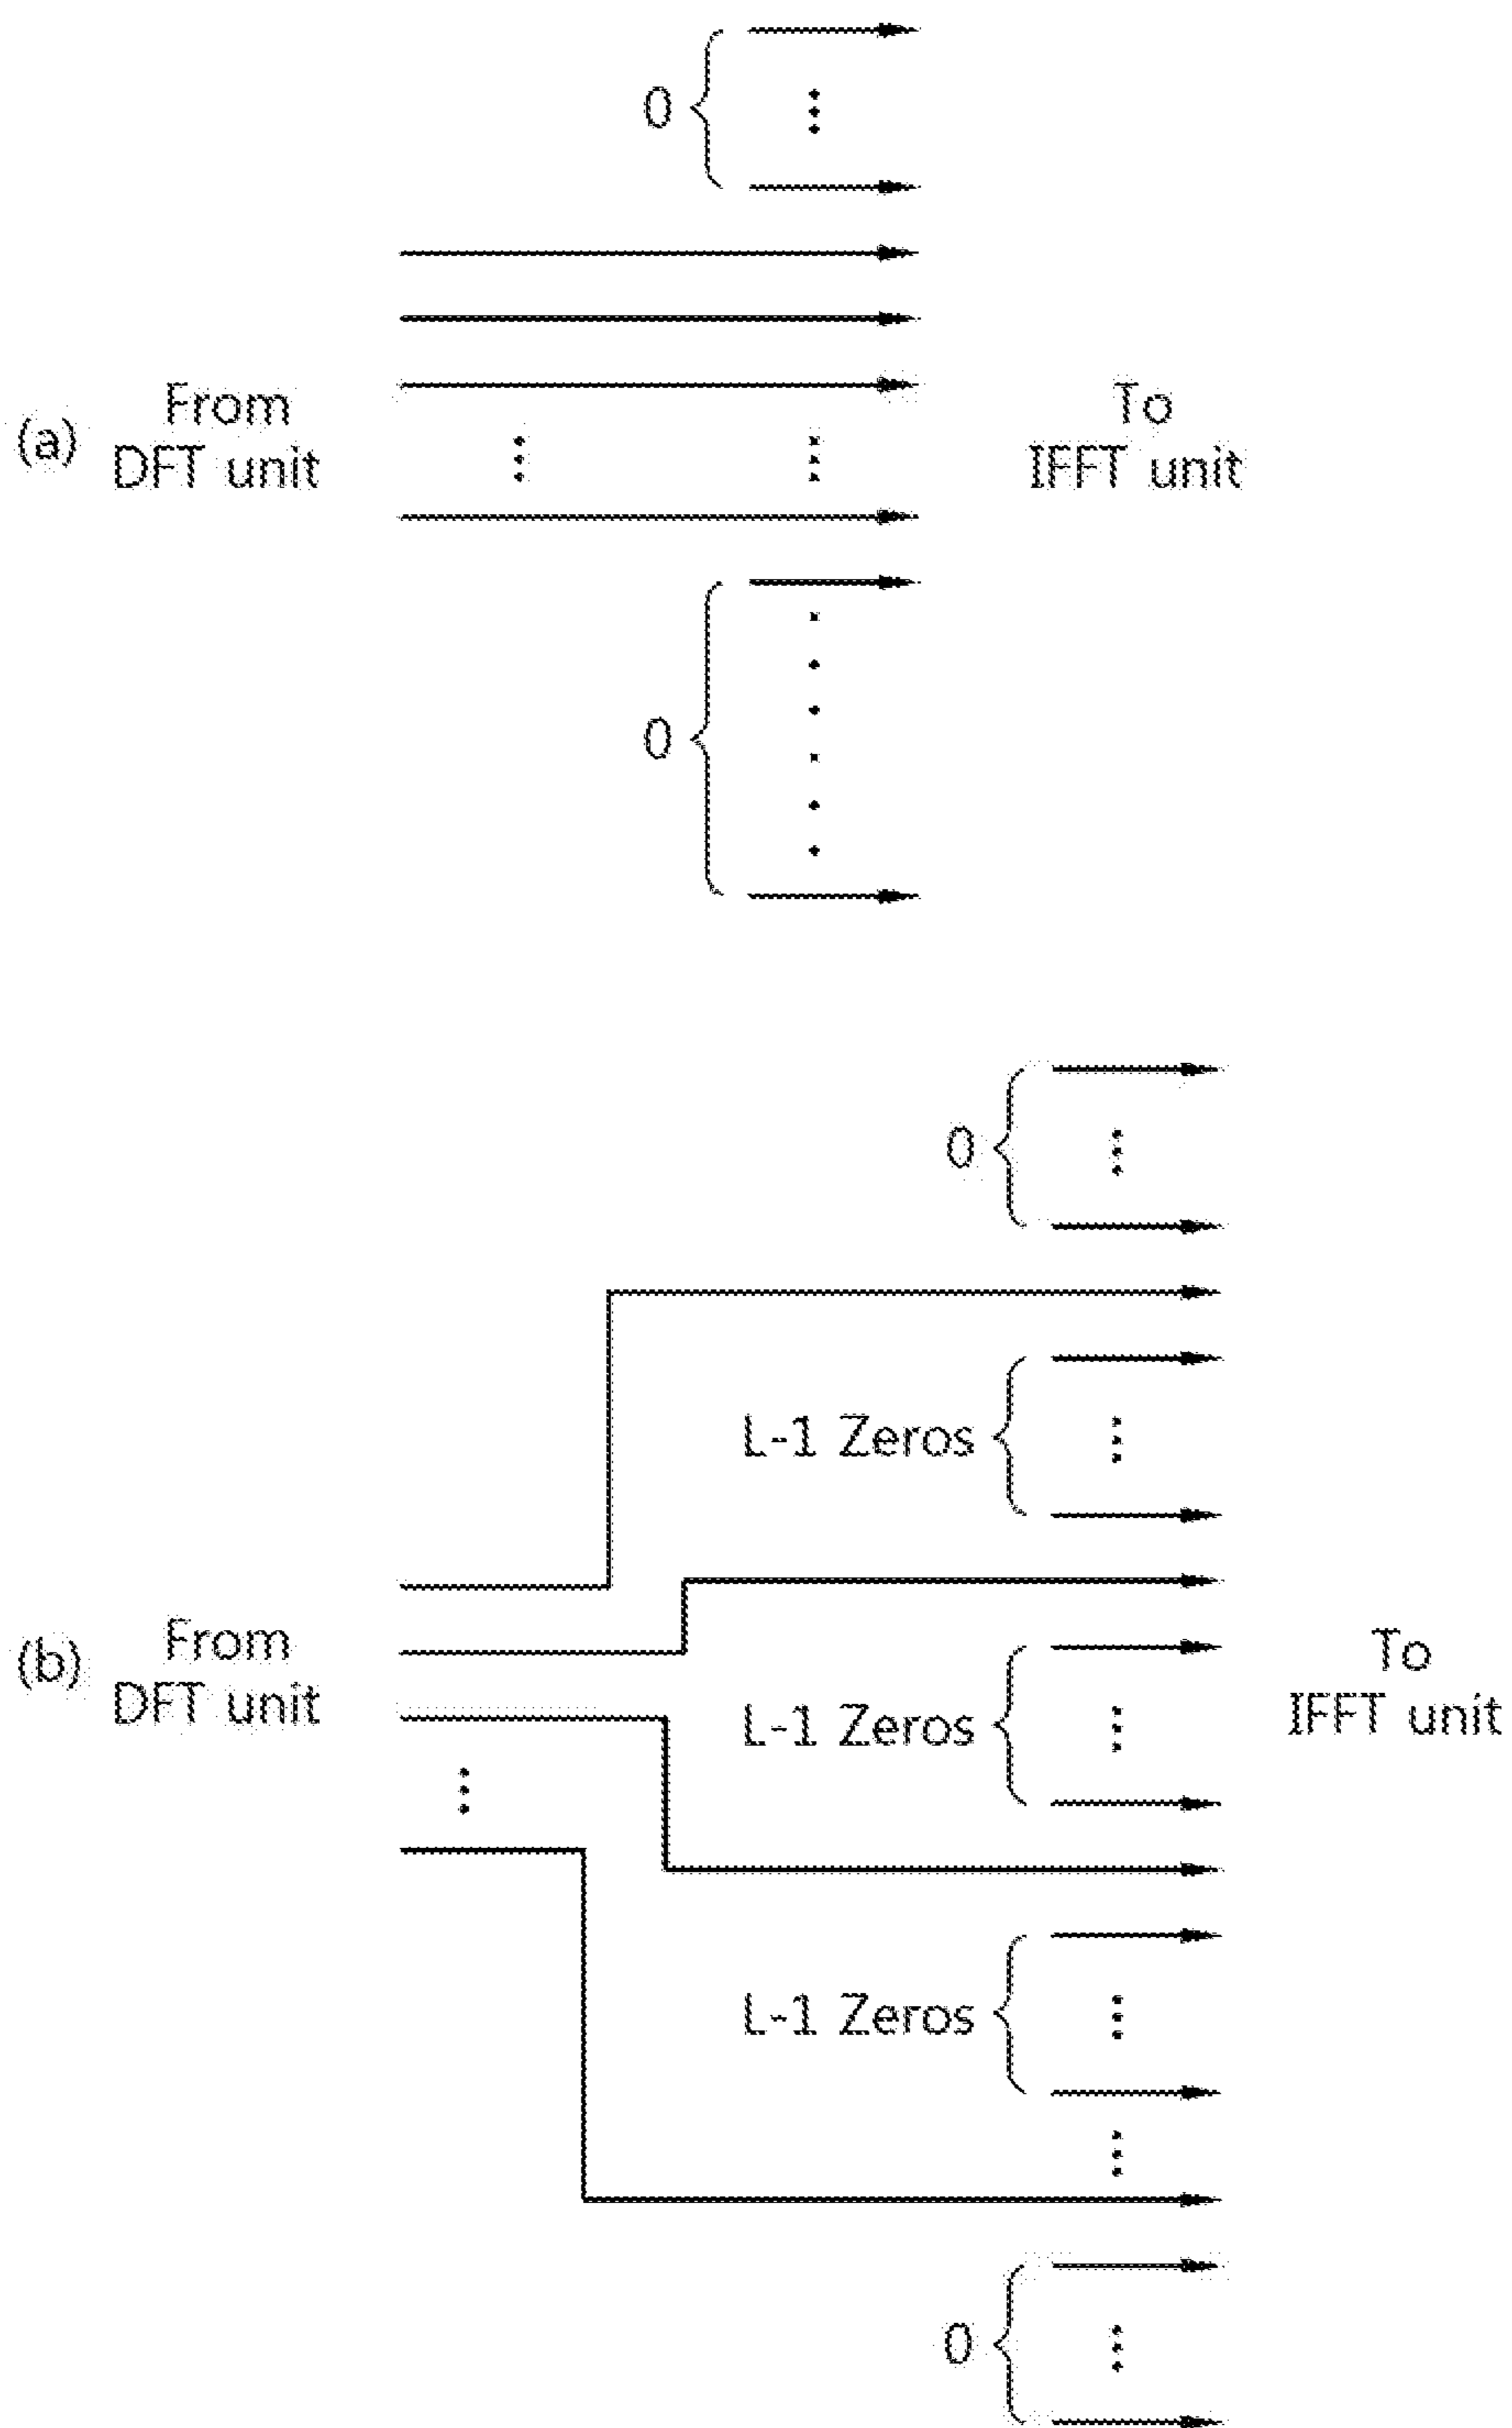 0
(a)
From
DFT unit
To
IFFT unit
0
0
L-1 Zeros
(b)
From
DFT unit
L-1 Zeros
To
IFFT unit
L-1 Zeros
0